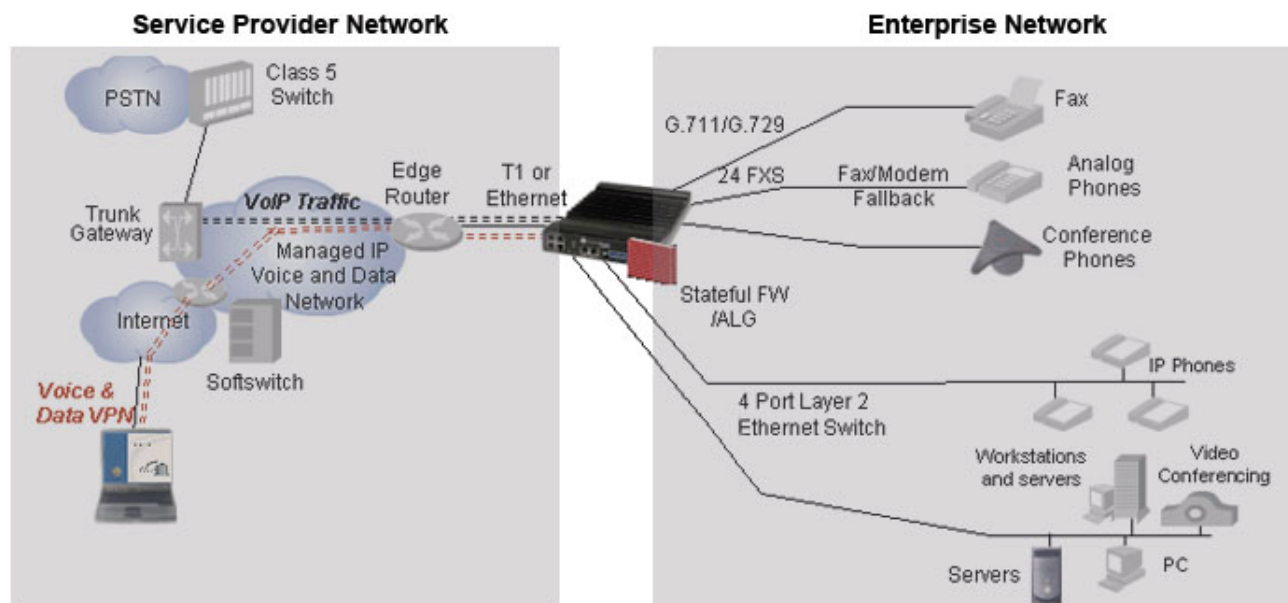 Service Provider Network
Enterprise Network
PSTN
Class 5
Switch
Trunk
Gateway
VoIP Traffic
Edge
Router
T1 or
Ethernet
Managed IP
Voice and Data
Network
Internet
Softswitch
Voice &
Data VPN
G.711/G.729
Fax
24 FXS
Fax/Modem
Fallback
Analog
Phones
Conference
Phones
Stateful FW
/ALG
IP Phones
4 Port Layer 2
Ethernet Switch
Workstations
and servers
Video
Conferencing
Servers
PC